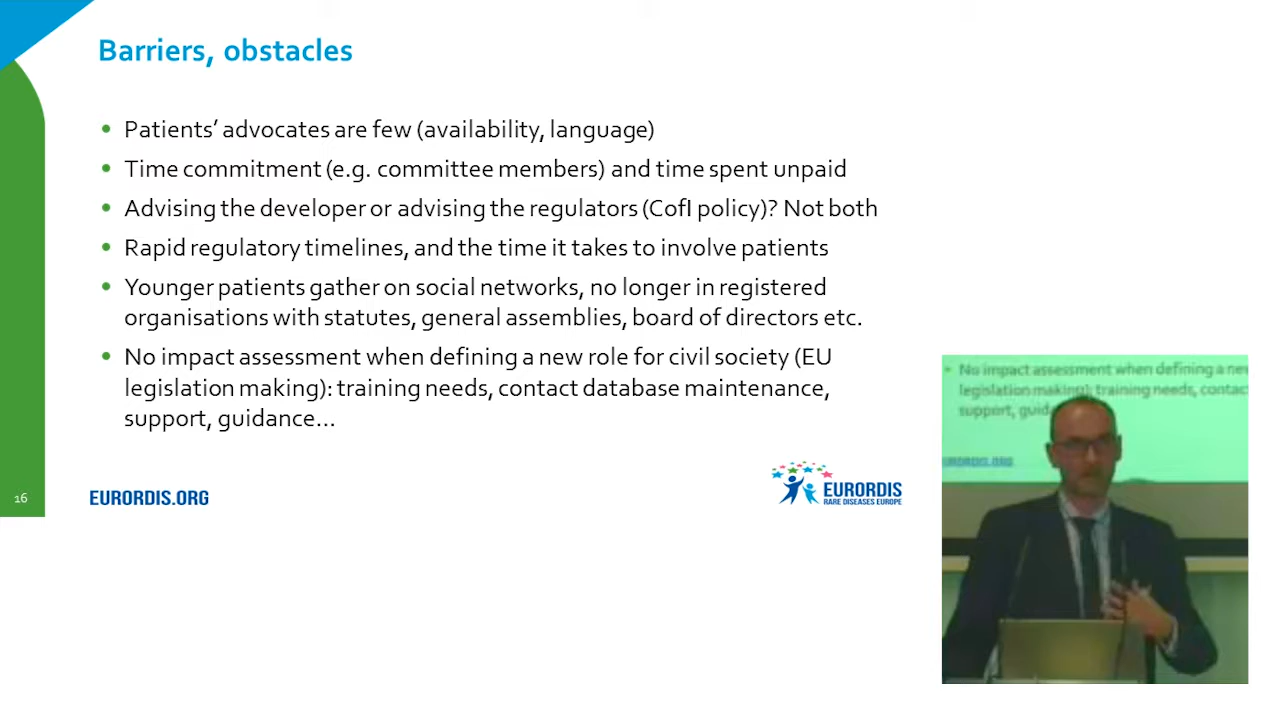 Barriers, obstacles
• Patients’ advocates are few (availability, language)
• Time commitment (e.g. committee members) and time spent unpaid
• Advising the developer or advising the regulators (CofI policy)? Not both
• Rapid regulatory timelines, and the time it takes to involve patients
• Younger patients gather on social networks, no longer in registered
organisations with statutes, general assemblies, board of directors etc.
• No impact assessment when defining a new role for civil society (EU
legislation making): training needs, contact database maintenance,
support, guidance…
16
EURORDIS.ORG
EURORDIS
RARE DISEASES EUROPE
• No impact assessment when defining a
legislation making): training needs,
support,
EURORDIS.ORG